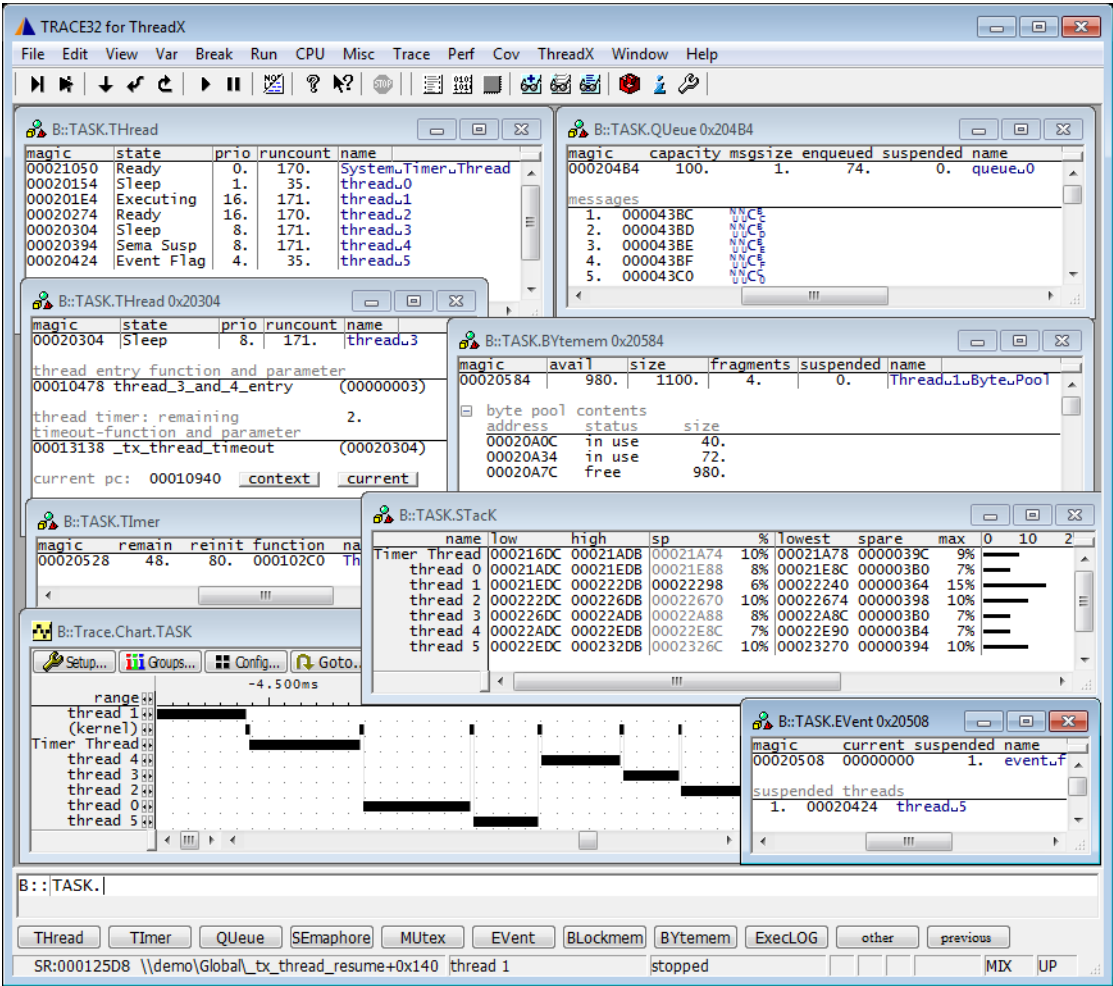 TRACE32 for ThreadX
File Edit View Var Break Run CPU Misc Trace Perf Cov ThreadX Window Help
B::TASK.THread
magic state prio runcount name
00021050 Ready 0. 170. System␣Timer␣Thread
00020154 Sleep 1. 35. thread␣0
000201E4 Executing 16. 171. thread␣1
00020274 Ready 16. 170. thread␣2
00020304 Sleep 8. 171. thread␣3
00020394 Sema Susp 8. 171. thread␣4
00020424 Event Flag 4. 35. thread␣5
B::TASK.QUeue 0x204B4
magic capacity msgsize enqueued suspended name
000204B4 100. 1. 74. 0. queue␣0
messages
1. 000043BC
2. 000043BD
3. 000043BE
4. 000043BF
5. 000043C0
B::TASK.THread 0x20304
magic state prio runcount name
00020304 Sleep 8. 171. thread␣3
thread entry function and parameter
00010478 thread_3_and_4_entry (00000003)
thread timer: remaining 2.
timeout-function and parameter
00013138 _tx_thread_timeout (00020304)
current pc: 00010940 context current
B::TASK.BYtemem 0x20584
magic avail size fragments suspended name
00020584 980. 1100. 4. 0. Thread␣1␣Byte␣Pool
byte pool contents
address status size
00020A0C in use 40.
00020A34 in use 72.
00020A7C free 980.
B::TASK.TImer
magic remain reinit function na
00020528 48. 80. 000102C0 Th
B::TASK.STacK
name low high sp % lowest spare max 0 10 2
Timer Thread 000216DC 00021ADB 00021A74 10% 00021A78 0000039C 9%
thread 0 00021ADC 00021EDB 00021E88 8% 00021E8C 000003B0 7%
thread 1 00021EDC 000222DB 00022298 6% 00022240 00000364 15%
thread 2 000222DC 000226DB 00022670 10% 00022674 00000398 10%
thread 3 000226DC 00022ADB 00022A88 8% 00022A8C 000003B0 7%
thread 4 00022ADC 00022EDB 00022E8C 7% 00022E90 000003B4 7%
thread 5 00022EDC 000232DB 0002326C 10% 00023270 00000394 10%
B::Trace.Chart.TASK
Setup... Groups... Config... Goto..
-4.500ms
range
thread 1
(kernel)
Timer Thread
thread 4
thread 3
thread 2
thread 0
thread 5
B::TASK.EVent 0x20508
magic current suspended name
00020508 00000000 1. event␣f
suspended threads
1. 00020424 thread␣5
B::TASK.
THread TImer QUeue SEmaphore MUtex EVent BLockmem BYtemem ExecLOG other previous
SR:000125D8 \\demo\Global\_tx_thread_resume+0x140 thread 1 stopped MIX UP